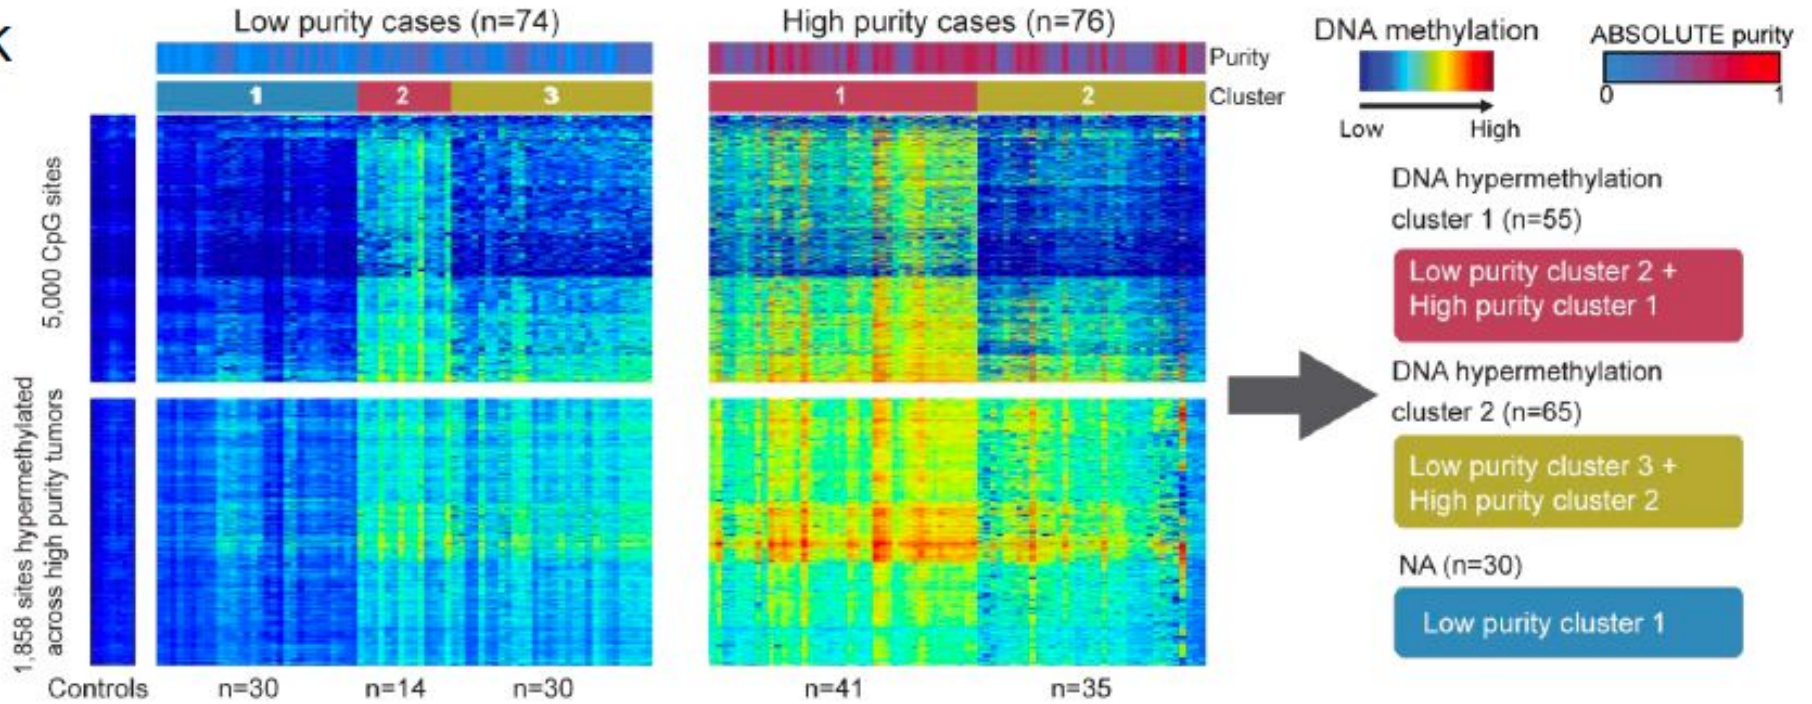 K
Low purity cases (n=74)
High purity cases (n=76)
DNA methylation
ABSOLUTE purity
Purity
1
2
3
1
2
Cluster
0
1
Low
High
5,000 CpG sites
1,858 sites hypermethylated
across high purity tumors
DNA hypermethylation
cluster 1 (n=55)
Low purity cluster 2 +
High purity cluster 1
DNA hypermethylation
cluster 2 (n=65)
Low purity cluster 3 +
High purity cluster 2
NA (n=30)
Low purity cluster 1
Controls
n=30
n=14
n=30
n=41
n=35